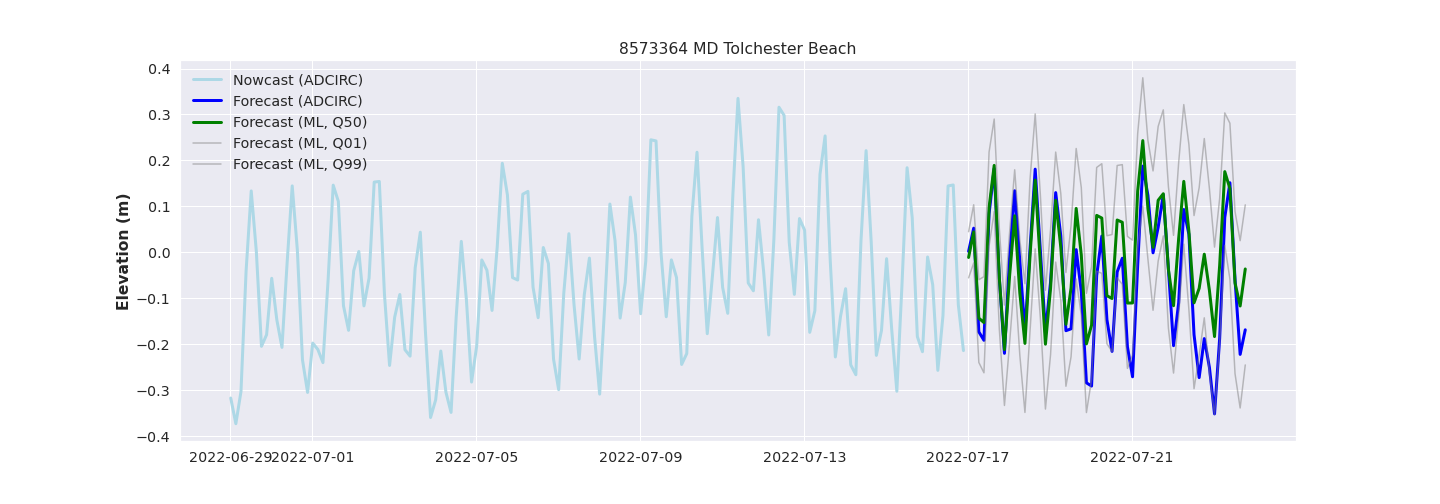 8573364 MD Tolchester Beach
Nowcast (ADCIRC)
Forecast (ADCIRC)
Forecast (ML, Q50)
Forecast (ML, Q01)
Forecast (ML, Q99)
Elevation (m)
0.4
0.3
0.2
0.1
0.0
−0.1
−0.2
−0.3
−0.4
2022-06-29 2022-07-01 2022-07-05 2022-07-09 2022-07-13 2022-07-17 2022-07-21